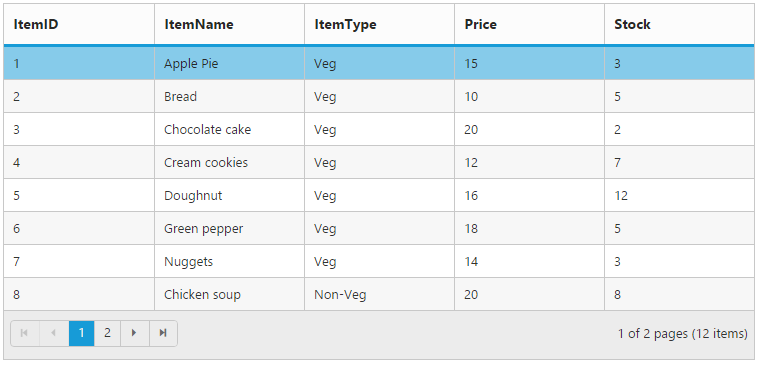 ItemID ItemName ItemType Price Stock
1 Apple Pie Veg 15 3
2 Bread Veg 10 5
3 Chocolate cake Veg 20 2
4 Cream cookies Veg 12 7
5 Doughnut Veg 16 12
6 Green pepper Veg 18 5
7 Nuggets Veg 14 3
8 Chicken soup Non-Veg 20 8
1 2 1 of 2 pages (12 items)